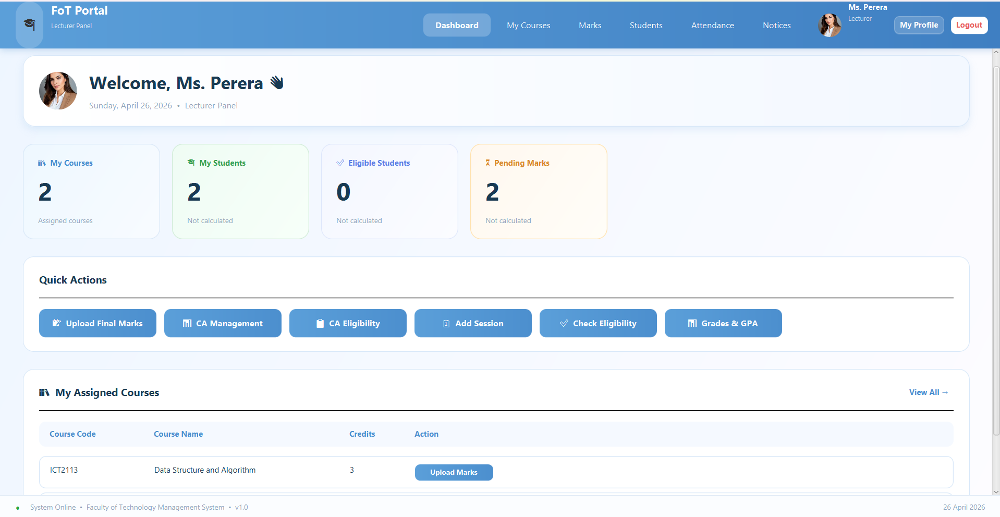 FoT Portal
Lecturer Panel
Dashboard
My Courses
Marks
Students
Attendance
Notices
Ms. Perera
Lecturer
My Profile
Logout
Welcome, Ms. Perera
Sunday, April 26, 2026 • Lecturer Panel
My Courses
2
Assigned courses
My Students
2
Not calculated
Eligible Students
0
Not calculated
Pending Marks
2
Not calculated
Quick Actions
Upload Final Marks
CA Management
CA Eligibility
Add Session
Check Eligibility
Grades & GPA
My Assigned Courses
View All →
Course Code Course Name Credits Action
ICT2113 Data Structure and Algorithm 3 Upload Marks
System Online • Faculty of Technology Management System • v1.0
26 April 2026